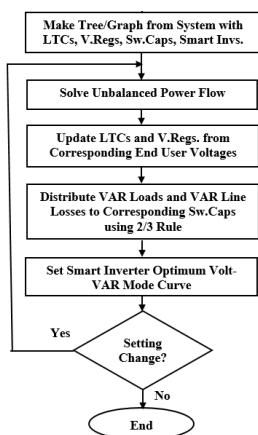 Make Tree/Graph from System with
LTCs, V.Regs, Sw.Caps, Smart Invs.
Solve Unbalanced Power Flow
Update LTCs and V.Regs. from
Corresponding End User Voltages
Distribute VAR Loads and VAR Line
Losses to Corresponding Sw.Caps
using 2/3 Rule
Set Smart Inverter Optimum Volt-
VAR Mode Curve
Yes
Setting
Change?
No
End